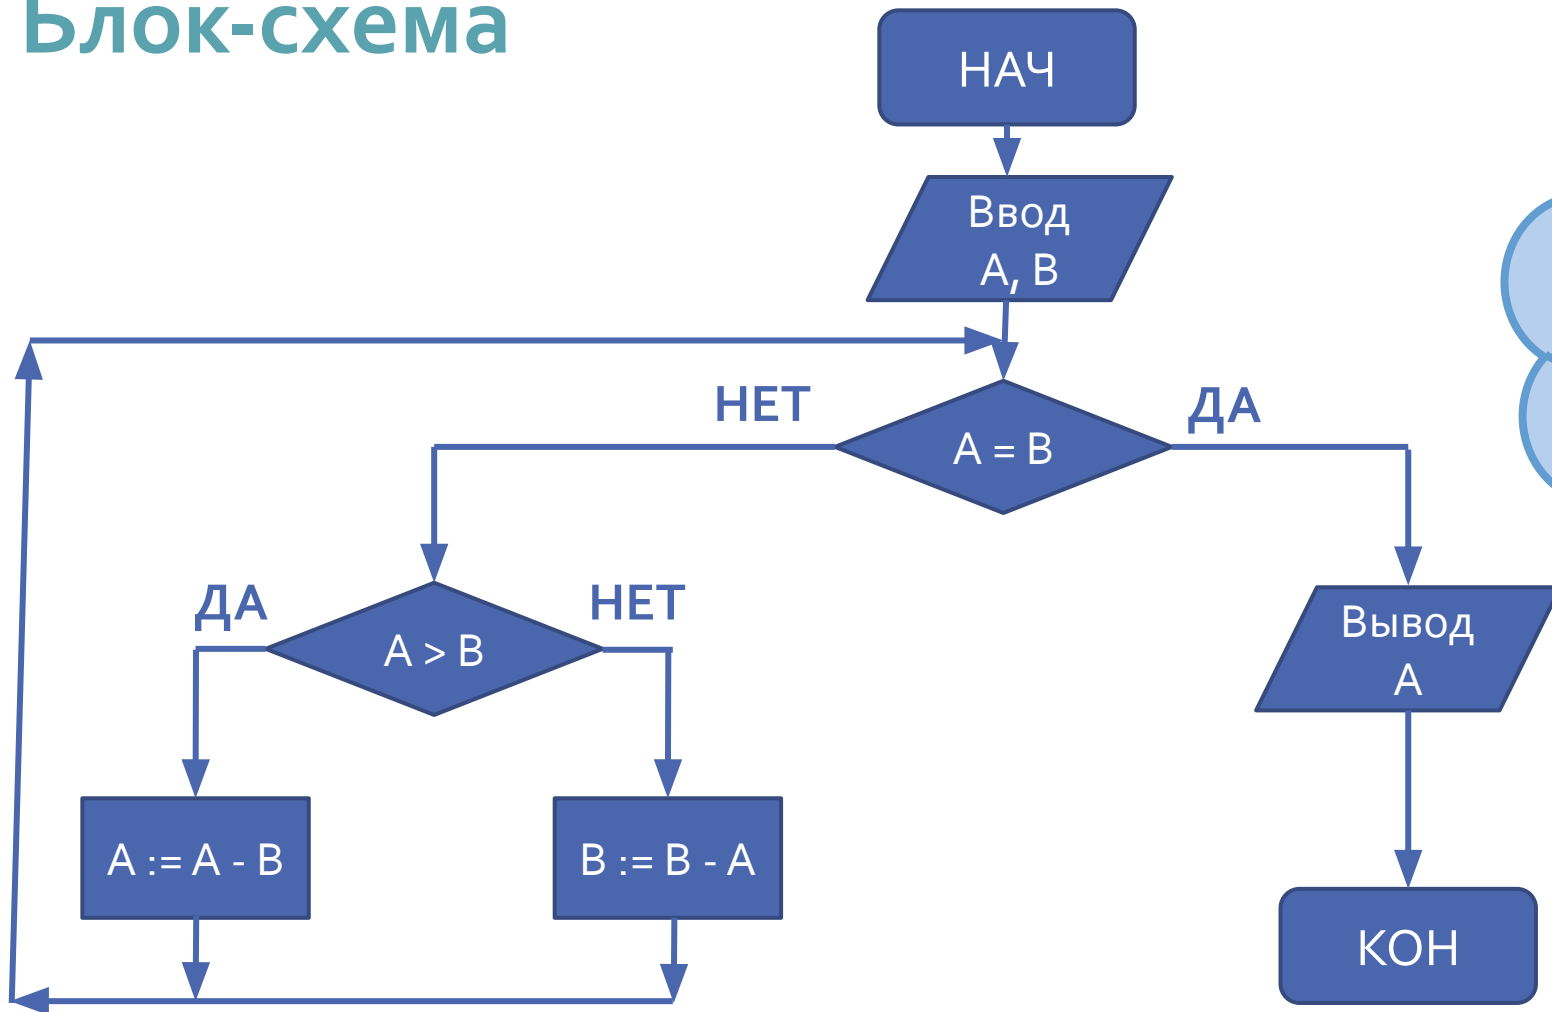 Блок-схема
НАЧ
Ввод
A, B
НЕТ
ДА
A = B
ДА
НЕТ
A > B
Вывод
A
A := A - B
B := B - A
КОН